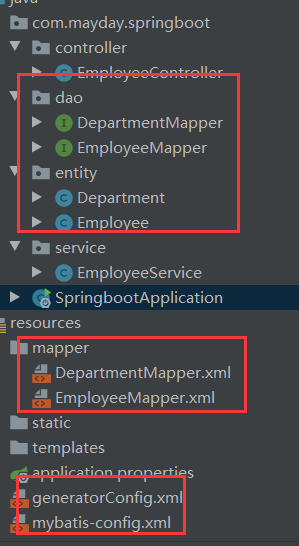 java
com.mayday.springboot
controller
EmployeeController
dao
DepartmentMapper
EmployeeMapper
entity
Department
Employee
service
EmployeeService
SpringbootApplication
resources
mapper
DepartmentMapper.xml
EmployeeMapper.xml
static
templates
application.properties
generatorConfig.xml
mybatis-config.xml